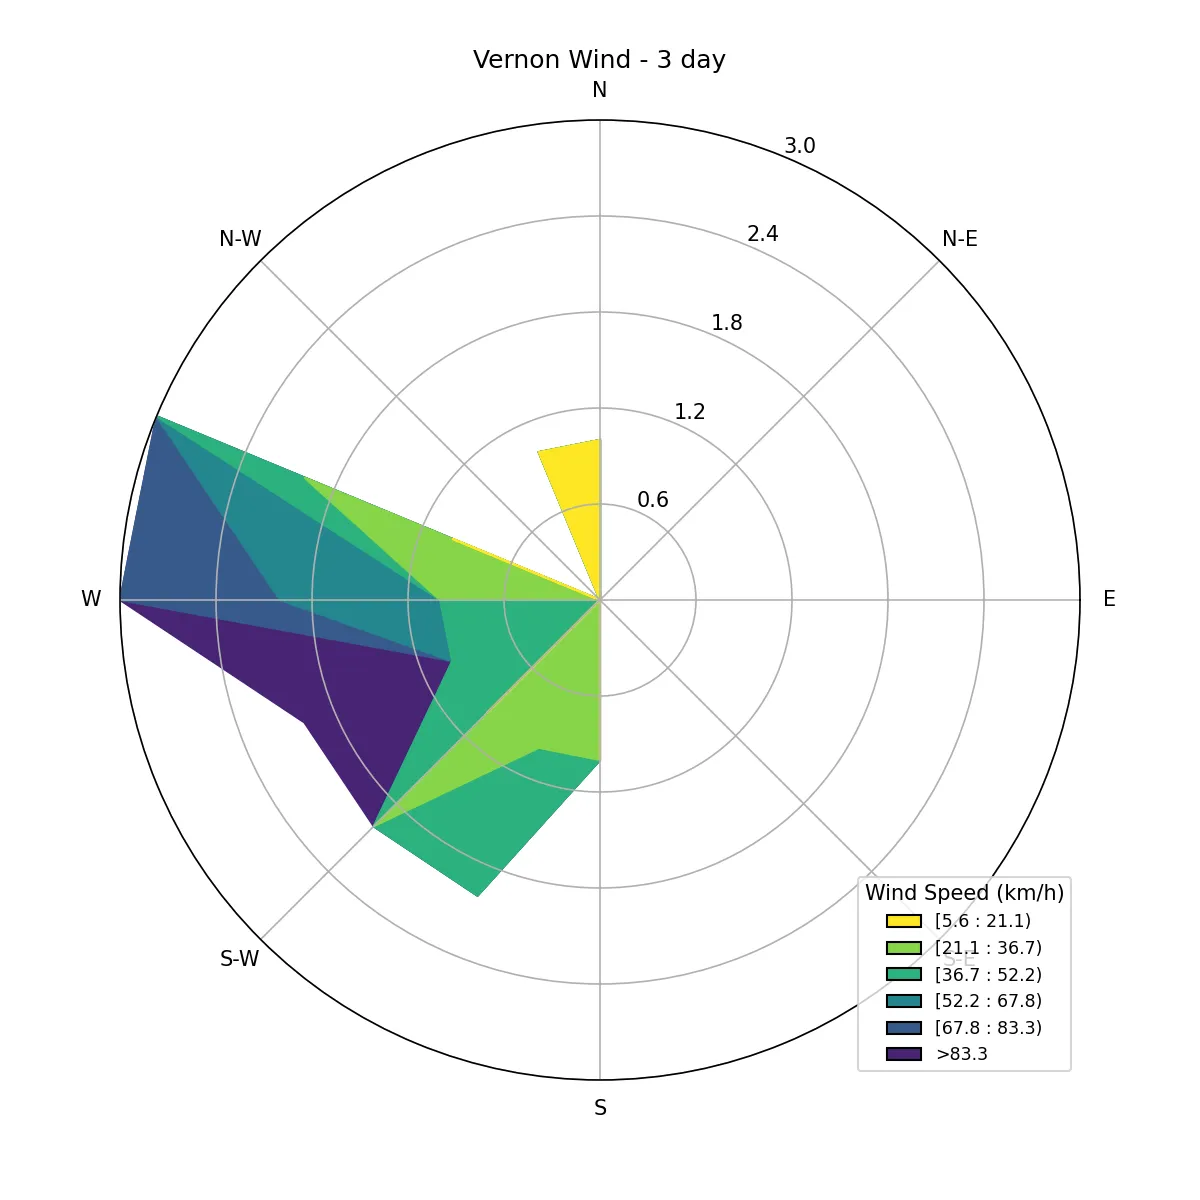 Vernon Wind - 3 day
N
3.0
N-W
N-E
2.4
1.8
1.2
0.6
W
E
S-W
S-E
S
Wind Speed (km/h)
[5.6 : 21.1)
[21.1 : 36.7)
[36.7 : 52.2)
[52.2 : 67.8)
[67.8 : 83.3)
>83.3